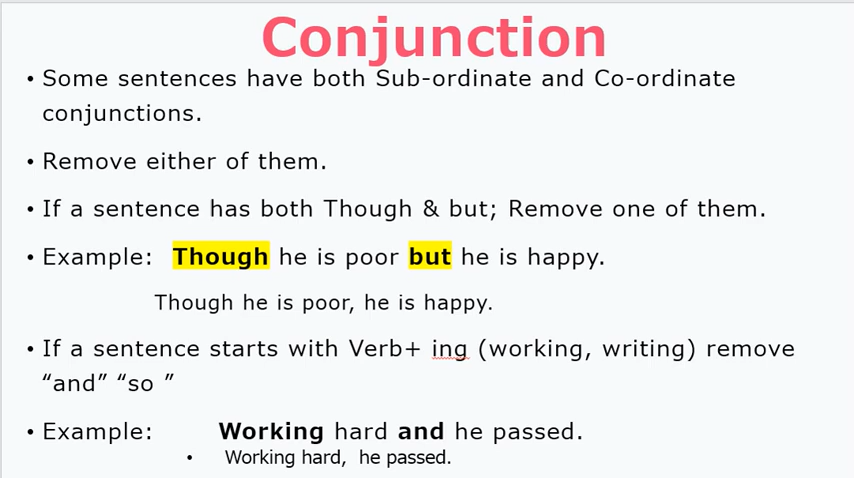 Conjunction
• Some sentences have both Sub-ordinate and Co-ordinate
conjunctions.
• Remove either of them.
• If a sentence has both Though & but; Remove one of them.
• Example: Though he is poor but he is happy.
Though he is poor, he is happy.
• If a sentence starts with Verb+ ing (working, writing) remove
“and” “so ”
• Example: Working hard and he passed.
• Working hard, he passed.